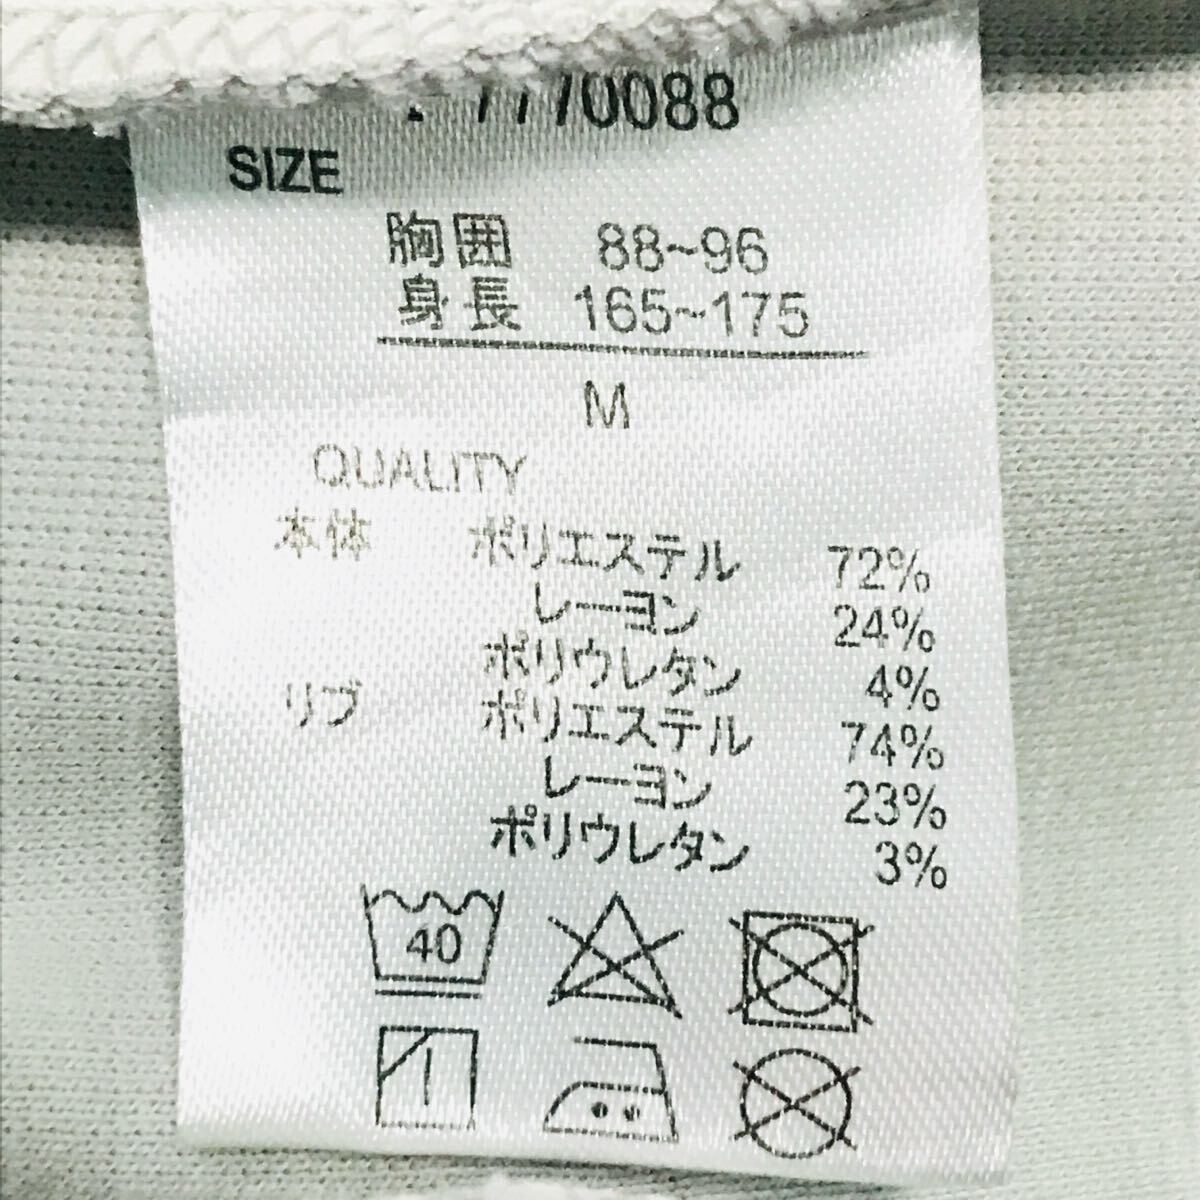 7770088
SIZE
胸囲 88~96
身長 165~175
M
QUALITY
本体 ポリエステル 72%
レーヨン 24%
ポリウレタン 4%
リブ ポリエステル 74%
レーヨン 23%
ポリウレタン 3%
40